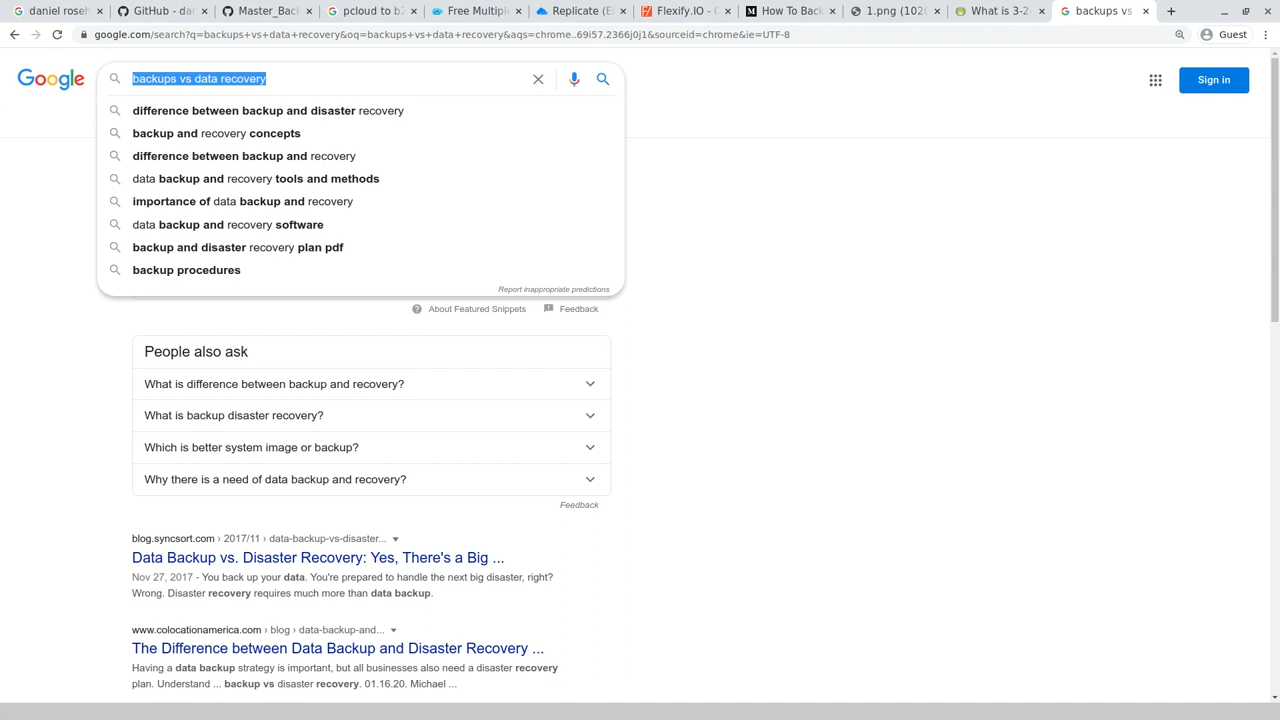 daniel roseh
GitHub - da
Master_Back
pcloud to b2
Free Multipl
Replicate (E
Flexify.IO - C
How To Back
1.png (102
What is 3-2-
backups vs
google.com/search?q=backups+vs+data+recovery&oq=backups+vs+data+recovery&aqs=chrome..69i57.2366j0j1&sourceid=chrome&ie=UTF-8
Guest
Google
backups vs data recovery
Sign in
difference between backup and disaster recovery
backup and recovery concepts
difference between backup and recovery
data backup and recovery tools and methods
importance of data backup and recovery
data backup and recovery software
backup and disaster recovery plan pdf
backup procedures
Report inappropriate predictions
About Featured Snippets
Feedback
People also ask
What is difference between backup and recovery?
What is backup disaster recovery?
Which is better system image or backup?
Why there is a need of data backup and recovery?
Feedback
blog.syncsort.com › 2017/11 › data-backup-vs-disaster...
Data Backup vs. Disaster Recovery: Yes, There's a Big ...
Nov 27, 2017 - You back up your data. You're prepared to handle the next big disaster, right?
Wrong. Disaster recovery requires much more than data backup.
www.colocationamerica.com › blog › data-backup-and...
The Difference between Data Backup and Disaster Recovery ...
Having a data backup strategy is important, but all businesses also need a disaster recovery
plan. Understand ... backup vs disaster recovery. 01.16.20. Michael ...